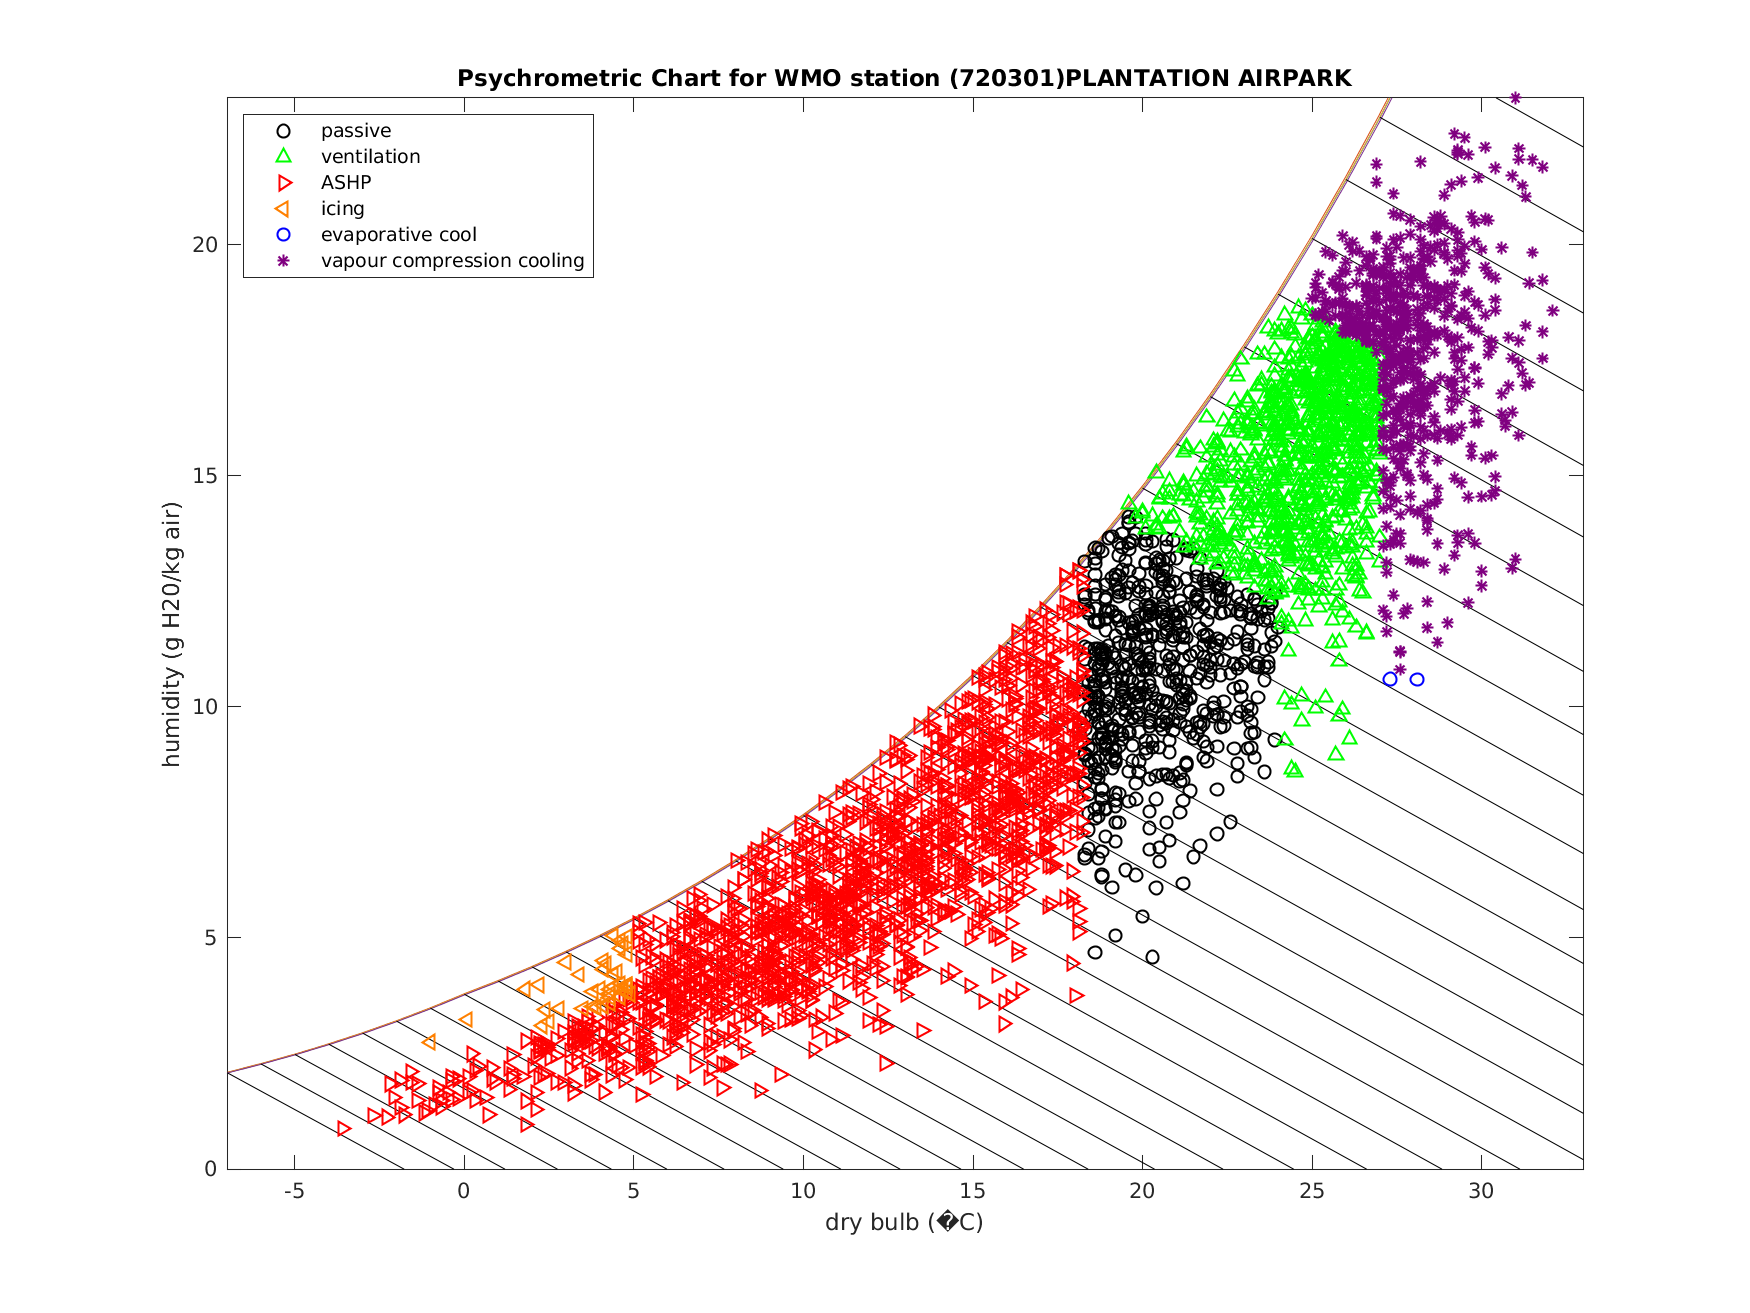 Psychrometric Chart for WMO station (720301)PLANTATION AIRPARK
passive
ventilation
ASHP
icing
evaporative cool
vapour compression cooling
humidity (g H20/kg air)
20
15
10
5
0
-5 0 5 10 15 20 25 30
dry bulb (�C)